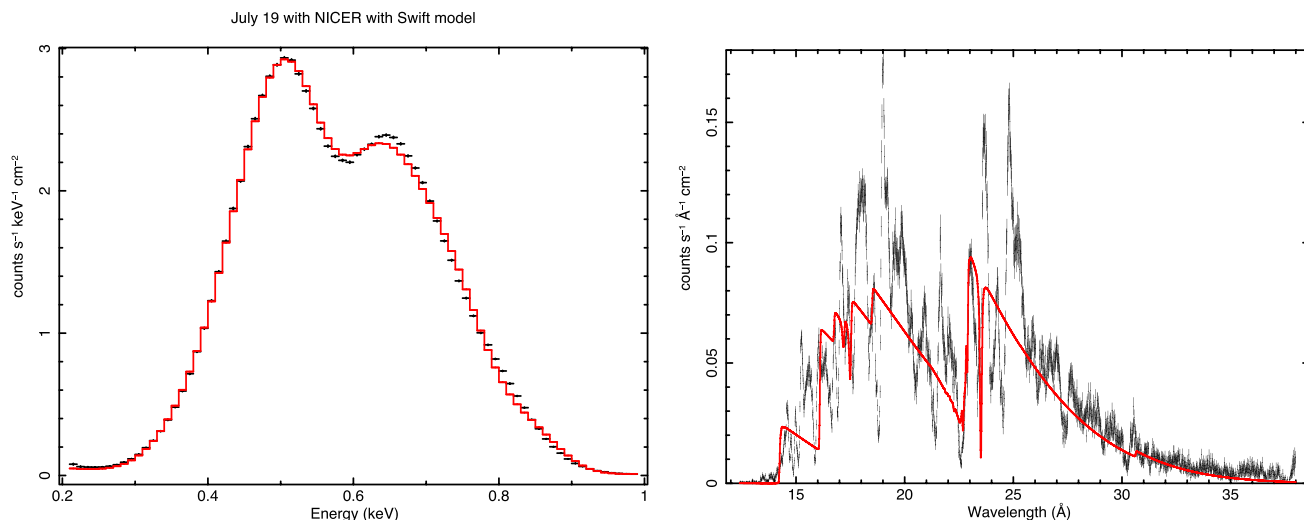 July 19 with NICER with Swift model
counts s⁻¹ keV⁻¹ cm⁻²
3
2
1
0
0.2 0.4 0.6 0.8 1
Energy (keV)
counts s⁻¹ Å⁻¹ cm⁻²
0.15
0.1
0.05
0
15 20 25 30 35
Wavelength (Å)